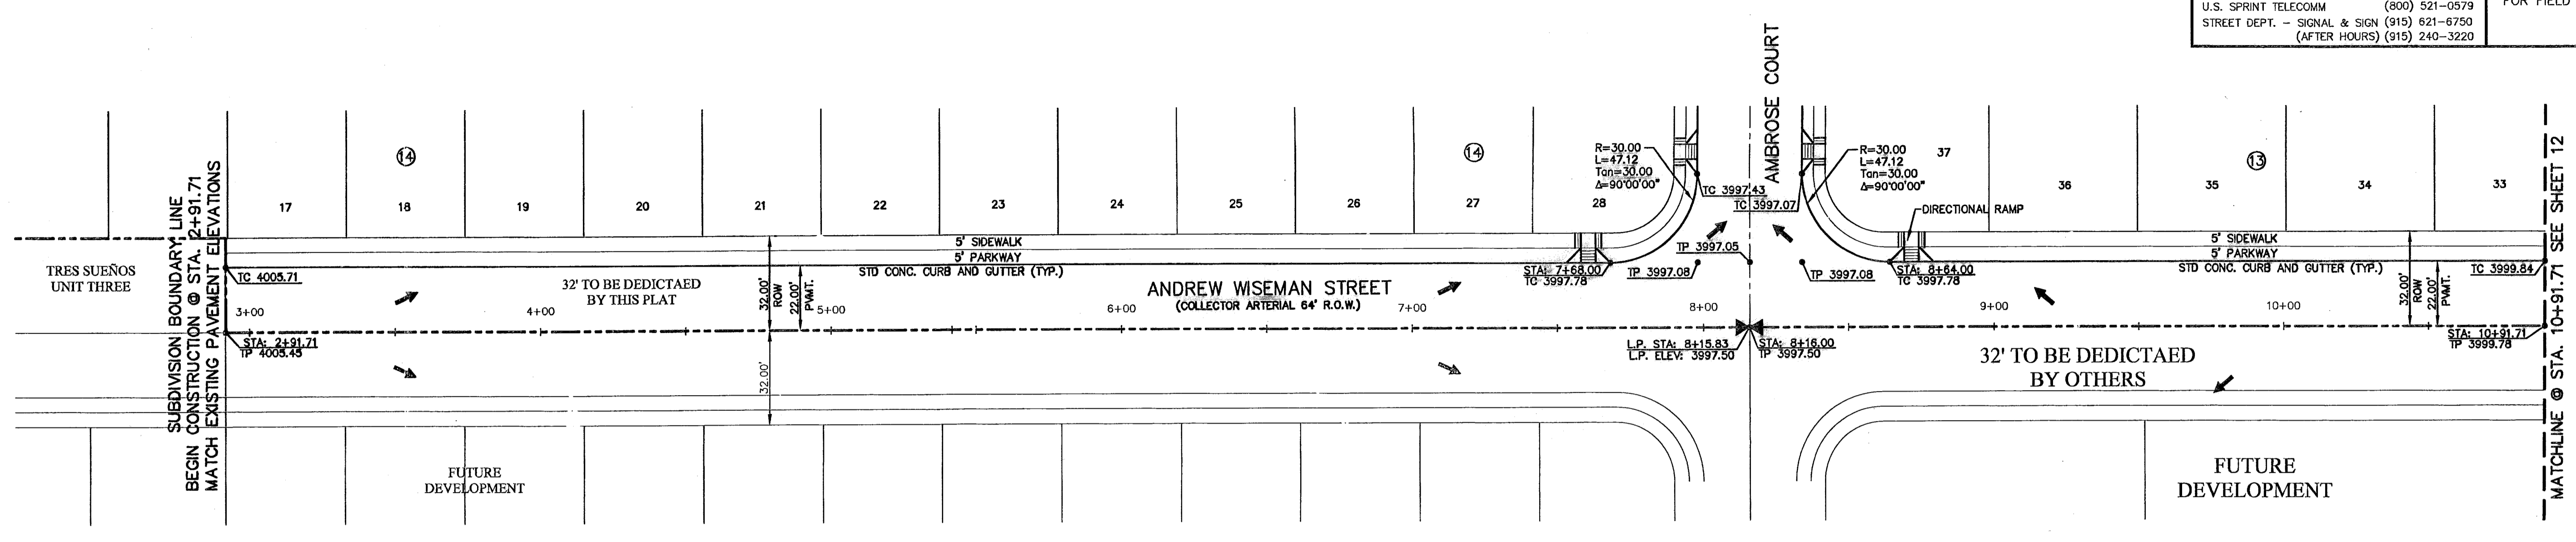 U.S. SPRINT TELECOMM (800) 521-0579
STREET DEPT. - SIGNAL & SIGN (915) 621-6750
(AFTER HOURS) (915) 240-3220
FOR FIELD
AMBROSE COURT
14
14
13
R=30.00
L=47.12
Tan=30.00
Δ=90°00'00"
R=30.00
L=47.12
Tan=30.00
Δ=90°00'00"
37
17
18
19
20
21
22
23
24
25
26
27
28
36
35
34
33
TC 3997.43
TC 3997.07
DIRECTIONAL RAMP
SUBDIVISION BOUNDARY LINE
BEGIN CONSTRUCTION @ STA. 2+91.71
MATCH EXISTING PAVEMENT ELEVATIONS
TRES SUEÑOS
UNIT THREE
5' SIDEWALK
5' PARKWAY
STD CONC. CURB AND GUTTER (TYP.)
5' SIDEWALK
5' PARKWAY
STD CONC. CURB AND GUTTER (TYP.)
TC 4005.71
32' TO BE DEDICTAED
BY THIS PLAT
32.00'
ROW
22.00'
PVMT.
ANDREW WISEMAN STREET
(COLLECTOR ARTERIAL 64' R.O.W.)
STA: 7+68.00
TC 3997.78
TP 3997.08
TP 3997.05
TP 3997.08
STA: 8+64.00
TC 3997.78
TC 3999.84
32.00'
ROW
22.00'
PVMT.
3+00
4+00
5+00
6+00
7+00
8+00
9+00
10+00
STA: 2+91.71
TP 4005.45
L.P. STA: 8+15.83
L.P. ELEV: 3997.50
STA: 8+16.00
TP 3997.50
STA: 10+91.71
TP 3999.78
32.00'
32' TO BE DEDICTAED
BY OTHERS
FUTURE
DEVELOPMENT
FUTURE
DEVELOPMENT
MATCHLINE @ STA. 10+91.71 SEE SHEET 12